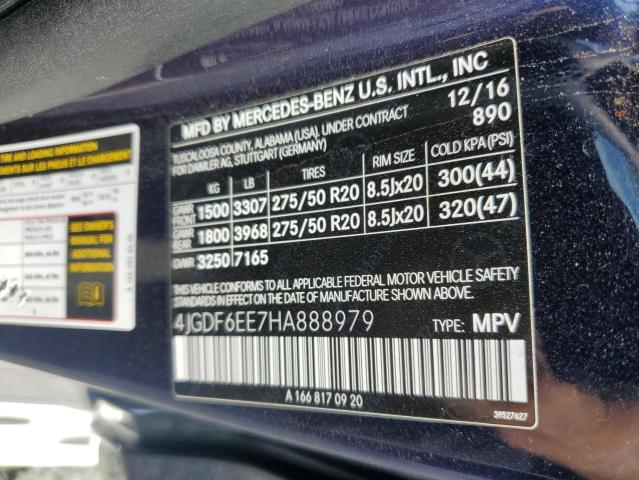 TIRE AND LOADING INFORMATION
SEE OWNER'S
MANUAL FOR
ADDITIONAL
INFORMATION
MFD BY MERCEDES-BENZ U.S. INTL., INC
TUSCALOOSA COUNTY, ALABAMA (USA), UNDER CONTRACT
FOR DAIMLER AG, STUTTGART (GERMANY)
12/16
890
KG LB TIRES RIM SIZE COLD KPA (PSI)
GAWR FRONT 1500 3307 275/50 R20 8.5Jx20 300(44)
GAWR REAR 1800 3968 275/50 R20 8.5Jx20 320(47)
GVWR 3250 7165
THIS VEHICLE CONFORMS TO ALL APPLICABLE FEDERAL MOTOR VEHICLE SAFETY
STANDARDS IN EFFECT ON THE DATE OF MANUFACTURE SHOWN ABOVE.
4JGDF6EE7HA888979
TYPE: MPV
A 166 817 09 20
39527627